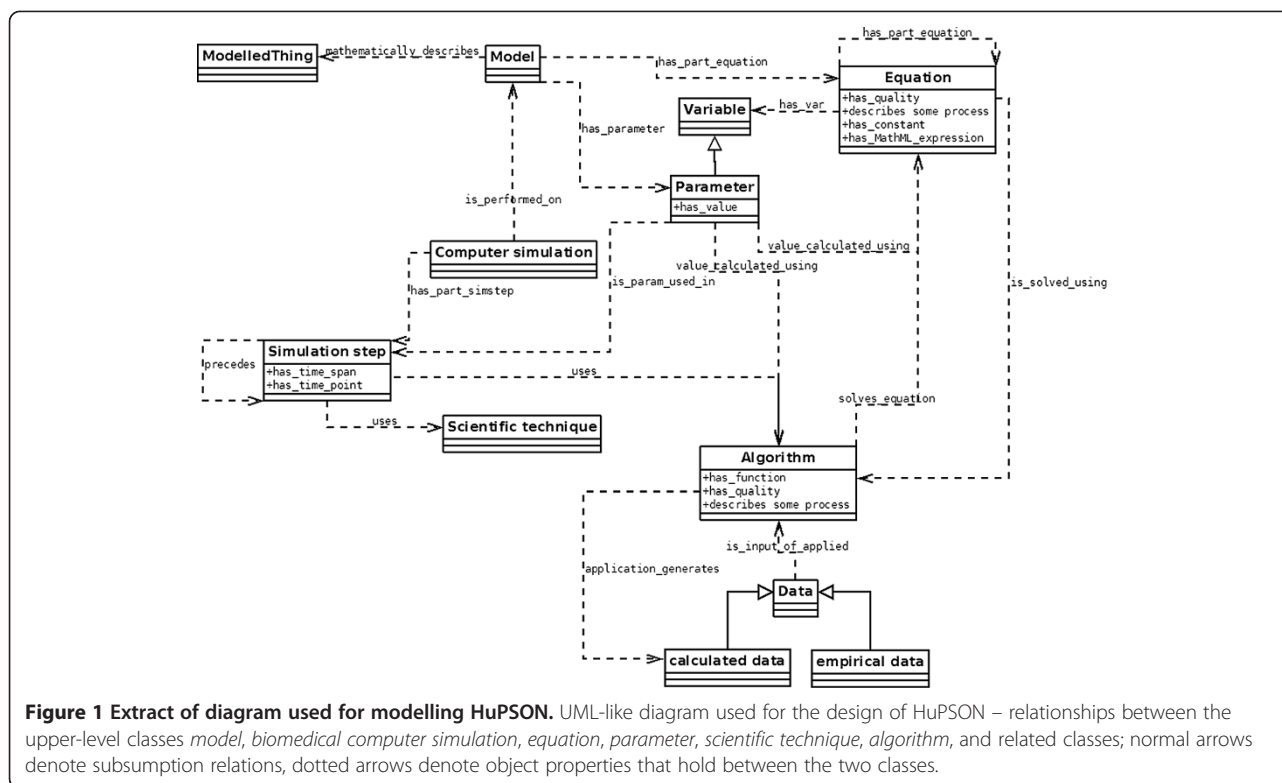 has_part_equation
ModelledThing
mathematically_describes
Model
has_part_equation
Equation
+has_quality
+describes some process
+has_constant
+has_MathML_expression
Variable
has_var
has_parameter
Parameter
+has_value
is_performed_on
Computer simulation
value_calculated_using
value_calculated_using
has_part_simstep
is_param_used_in
is_solved_using
Simulation step
+has_time_span
+has_time_point
precedes
uses
uses
Scientific technique
solves_equation
Algorithm
+has_function
+has_quality
+describes some process
is_input_of_applied
application_generates
Data
calculated data
empirical data
Figure 1 Extract of diagram used for modelling HuPSON. UML-like diagram used for the design of HuPSON – relationships between the
upper-level classes model, biomedical computer simulation, equation, parameter, scientific technique, algorithm, and related classes; normal arrows
denote subsumption relations, dotted arrows denote object properties that hold between the two classes.